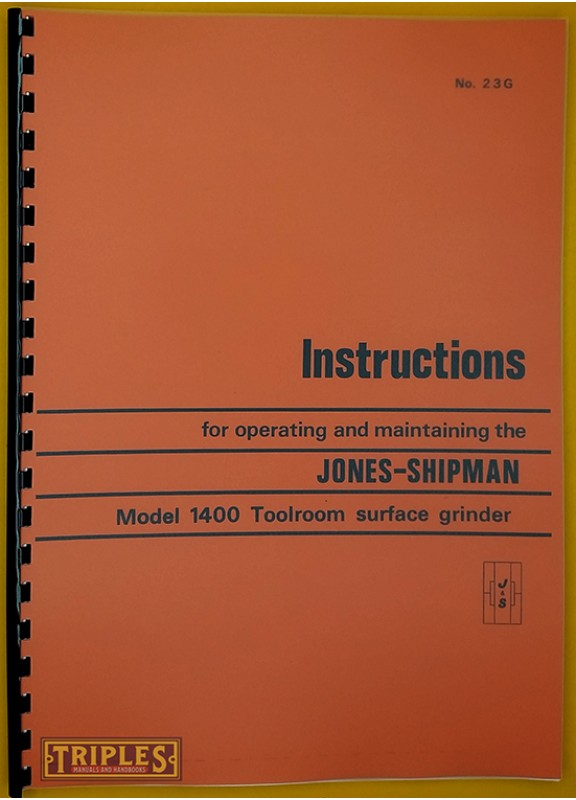 No. 23G
Instructions
for operating and maintaining the
JONES-SHIPMAN
Model 1400 Toolroom surface grinder
J
&
S
TRIPLES
MANUALS AND HANDBOOKS